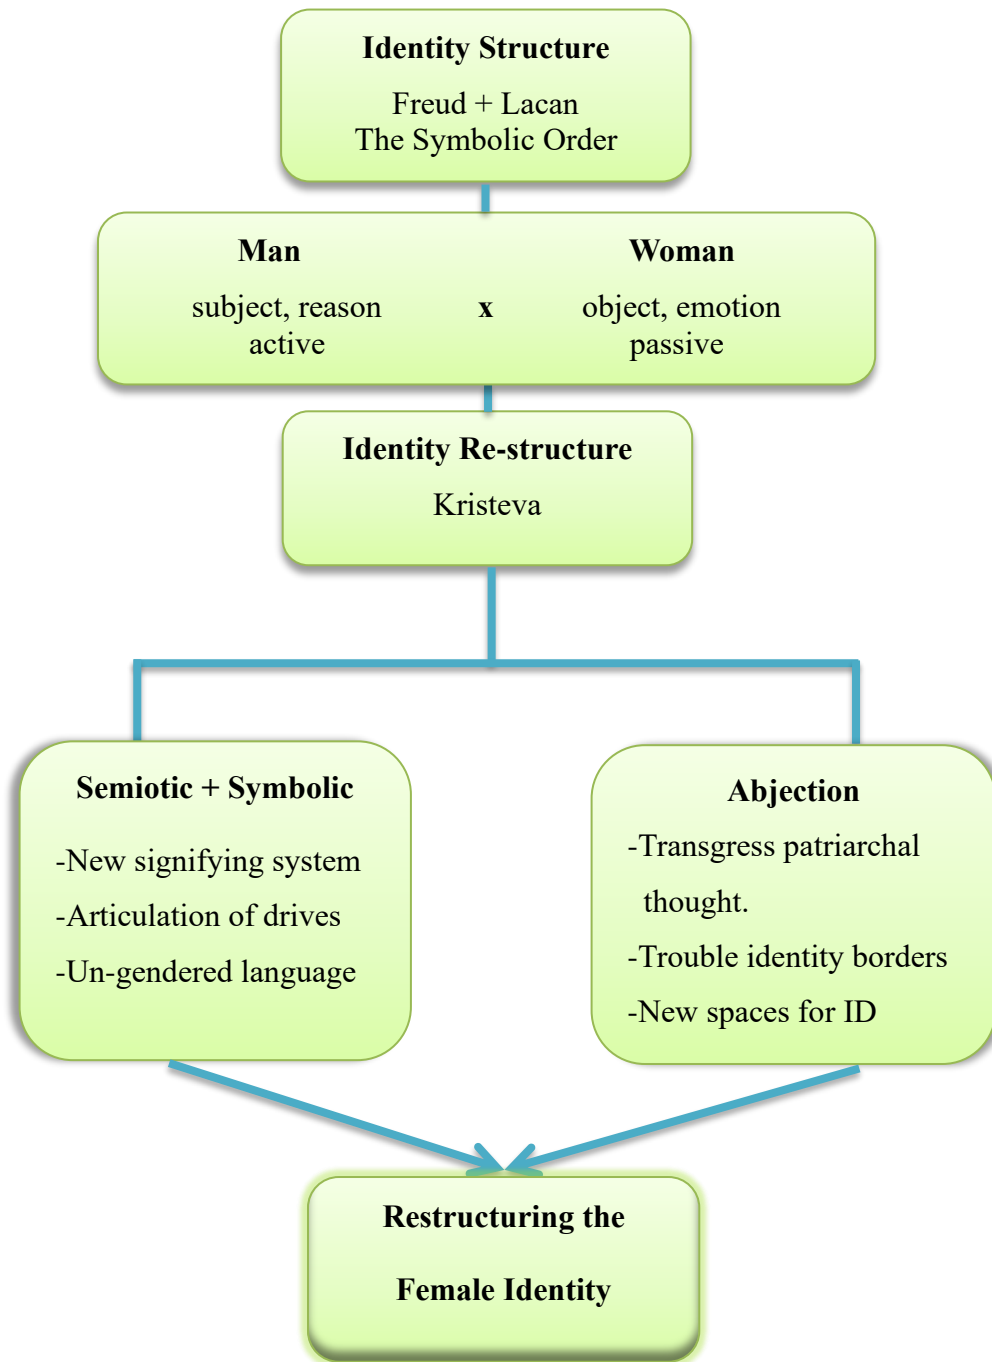 Identity Structure
Freud + Lacan
The Symbolic Order
Man Woman
subject, reason x object, emotion
active passive
Identity Re-structure
Kristeva
Semiotic + Symbolic
-New signifying system
-Articulation of drives
-Un-gendered language
Abjection
-Transgress patriarchal
thought.
-Trouble identity borders
-New spaces for ID
Restructuring the
Female Identity